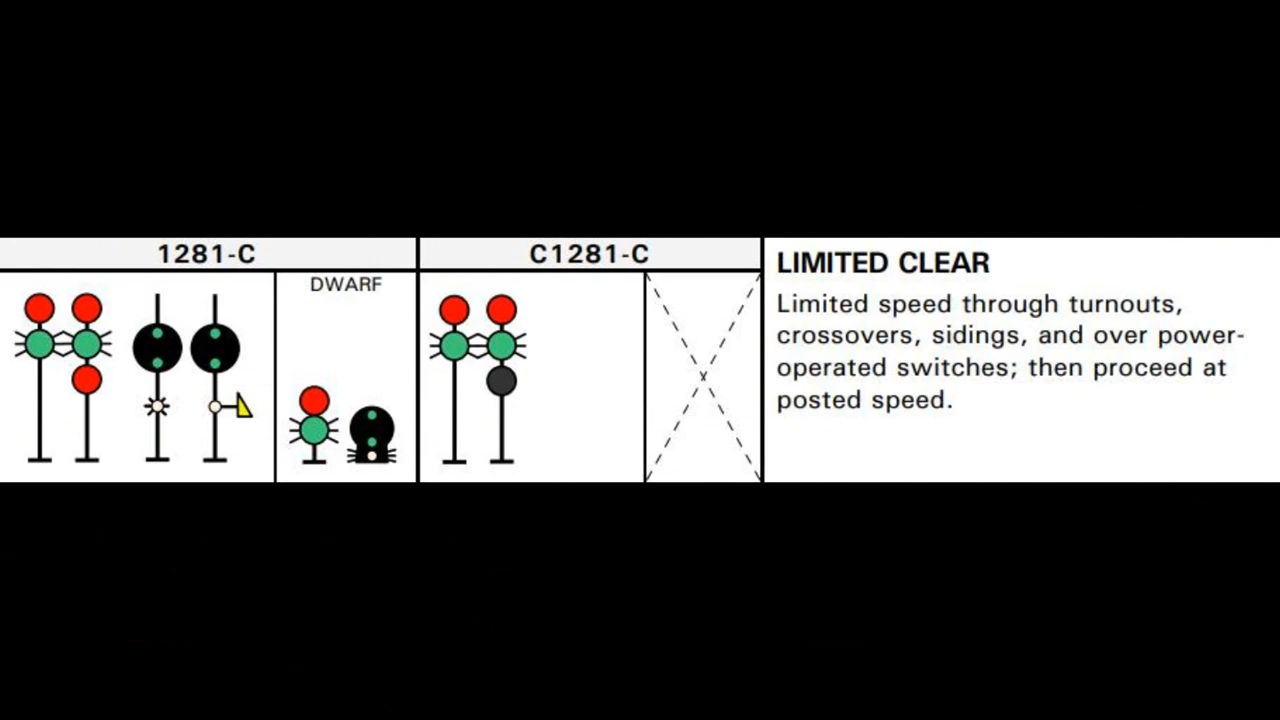 1281-C
C1281-C
DWARF
LIMITED CLEAR
Limited speed through turnouts,
crossovers, sidings, and over power-
operated switches; then proceed at
posted speed.